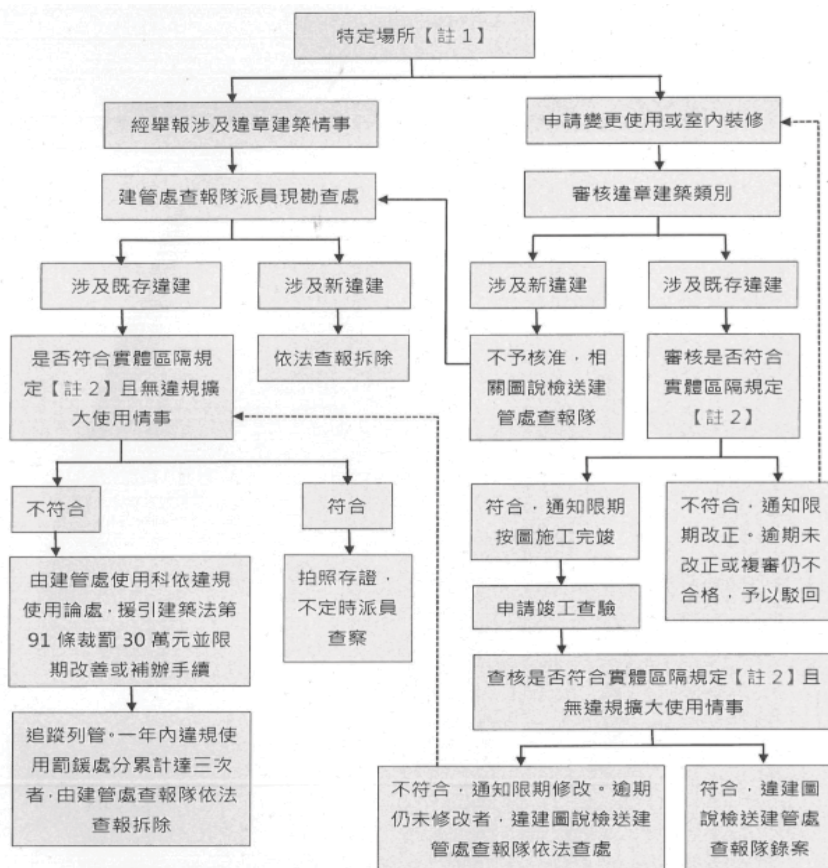 特定場所【註 1】
經舉報涉及違章建築情事
申請變更使用或室內裝修
建管處查報隊派員現勘查處
審核違章建築類別
涉及既存違建
涉及新違建
涉及新違建
涉及既存違建
是否符合實體區隔規
定【註 2】且無違規擴
大使用情事
依法查報拆除
不予核准，相
關圖說檢送建
管處查報隊
審核是否符合
實體區隔規定
【註 2】
不符合
符合
符合，通知限期
按圖施工完竣
不符合，通知限
期改正。逾期未
改正或複審仍不
合格，予以駁回
由建管處使用科依違規
使用論處，援引建築法第
91 條裁罰 30 萬元並限
期改善或補辦手續
拍照存證，
不定時派員
查察
申請竣工查驗
查核是否符合實體區隔規定【註 2】且
無違規擴大使用情事
追蹤列管。一年內違規使
用罰鍰處分累計達三次
者，由建管處查報隊依法
查報拆除
不符合，通知限期修改。逾期
仍未修改者，違建圖說檢送建
管處查報隊依法查處
符合，違建圖
說檢送建管處
查報隊錄案